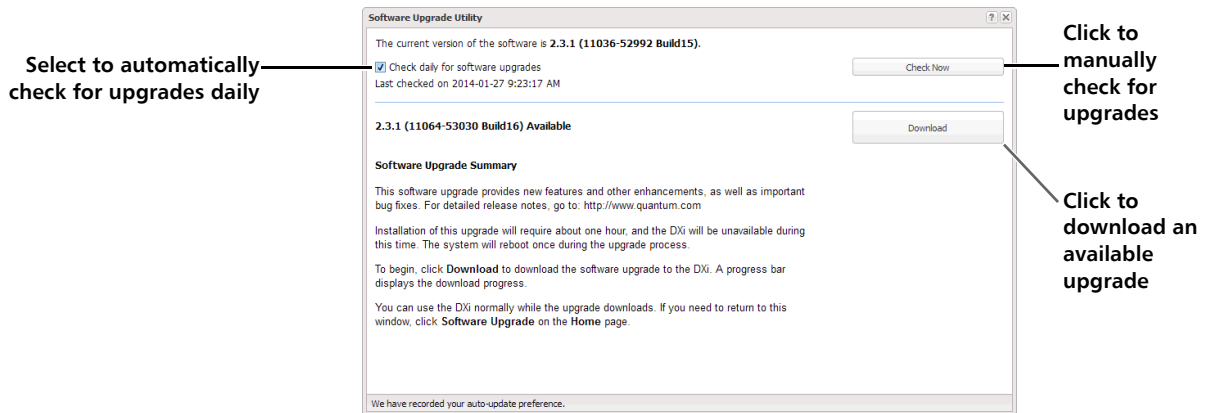 Software Upgrade Utility
The current version of the software is 2.3.1 (11036-52992 Build15).
Select to automatically
check for upgrades daily
Check daily for software upgrades
Last checked on 2014-01-27 9:23:17 AM
Check Now
Click to
manually
check for
upgrades
2.3.1 (11064-53030 Build16) Available
Download
Click to
download an
available
upgrade
Software Upgrade Summary
This software upgrade provides new features and other enhancements, as well as important
bug fixes. For detailed release notes, go to: http://www.quantum.com
Installation of this upgrade will require about one hour, and the DXi will be unavailable during
this time. The system will reboot once during the upgrade process.
To begin, click Download to download the software upgrade to the DXi. A progress bar
displays the download progress.
You can use the DXi normally while the upgrade downloads. If you need to return to this
window, click Software Upgrade on the Home page.
We have recorded your auto-update preference.